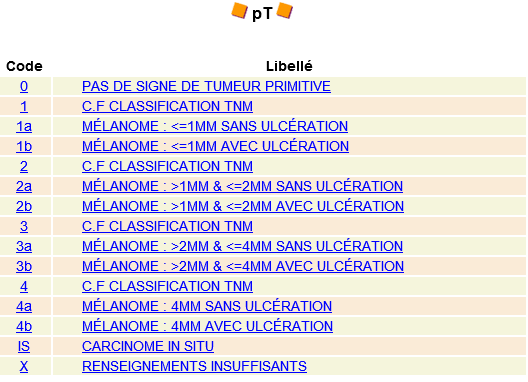 pT
Code Libellé
0 PAS DE SIGNE DE TUMEUR PRIMITIVE
1 C.F CLASSIFICATION TNM
1a MÉLANOME : <=1MM SANS ULCÉRATION
1b MÉLANOME : <=1MM AVEC ULCÉRATION
2 C.F CLASSIFICATION TNM
2a MÉLANOME : >1MM & <=2MM SANS ULCÉRATION
2b MÉLANOME : >1MM & <=2MM AVEC ULCÉRATION
3 C.F CLASSIFICATION TNM
3a MÉLANOME : >2MM & <=4MM SANS ULCÉRATION
3b MÉLANOME : >2MM & <=4MM AVEC ULCÉRATION
4 C.F CLASSIFICATION TNM
4a MÉLANOME : 4MM SANS ULCÉRATION
4b MÉLANOME : 4MM AVEC ULCÉRATION
IS CARCINOME IN SITU
X RENSEIGNEMENTS INSUFFISANTS